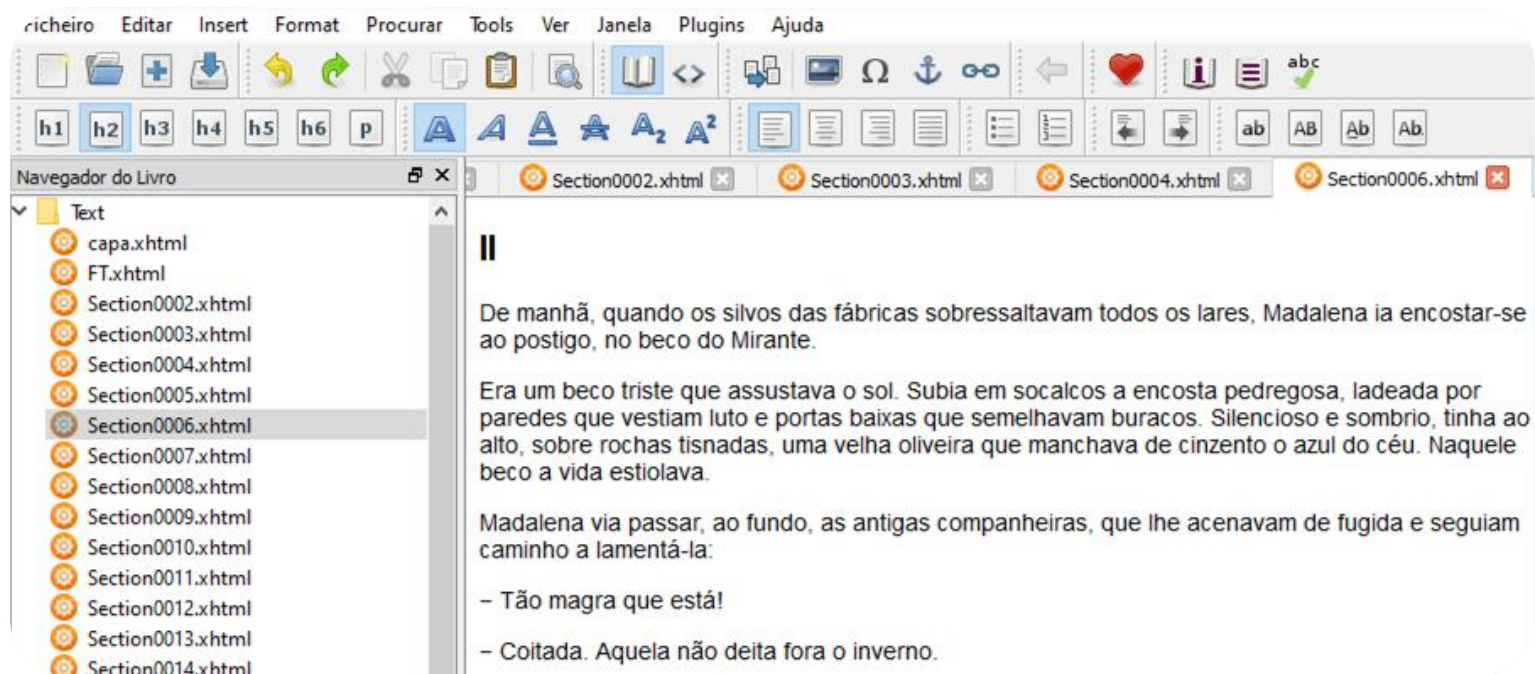 Ficheiro Editar Insert Format Procurar Tools Ver Janela Plugins Ajuda
abc
h1 h2 h3 h4 h5 h6 p A A A A A₂ A² ab AB Ab Ab.
Navegador do Livro
Section0002.xhtml Section0003.xhtml Section0004.xhtml Section0006.xhtml
Text
capa.xhtml
FT.xhtml
Section0002.xhtml
Section0003.xhtml
Section0004.xhtml
Section0005.xhtml
Section0006.xhtml
Section0007.xhtml
Section0008.xhtml
Section0009.xhtml
Section0010.xhtml
Section0011.xhtml
Section0012.xhtml
Section0013.xhtml
Section0014.xhtml
II
De manhã, quando os silvos das fábricas sobressaltavam todos os lares, Madalena ia encostar-se
ao postigo, no beco do Mirante.
Era um beco triste que assustava o sol. Subia em socalcos a encosta pedregosa, ladeada por
paredes que vestiam luto e portas baixas que semelhavam buracos. Silencioso e sombrio, tinha ao
alto, sobre rochas tisnadas, uma velha oliveira que manchava de cinzento o azul do céu. Naquele
beco a vida estiolava.
Madalena via passar, ao fundo, as antigas companheiras, que lhe acenavam de fugida e seguiam
caminho a lamentá-la:
– Tão magra que está!
– Coitada. Aquela não deita fora o inverno.